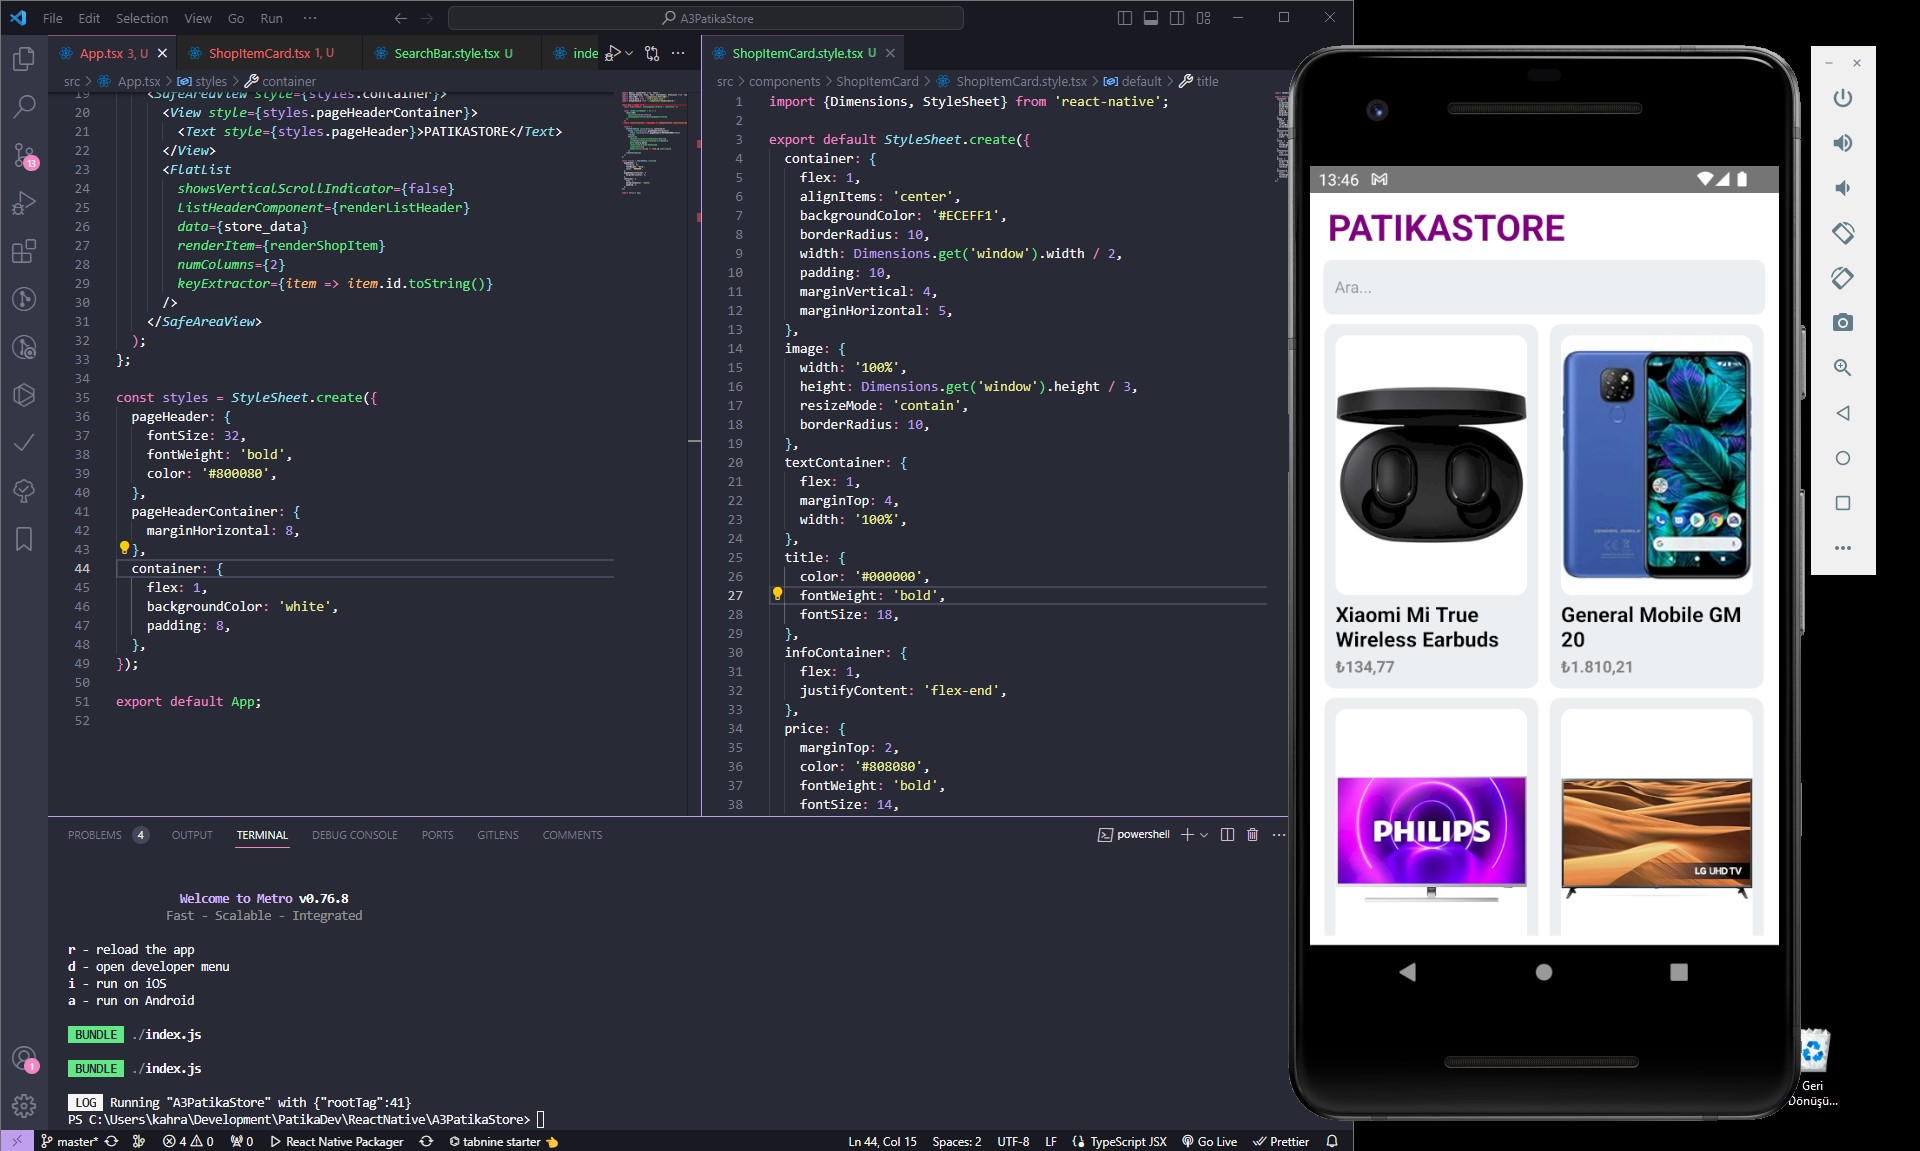 File Edit Selection View Go Run ···
A3PatikaStore
App.tsx 3, U
ShopItemCard.tsx 1, U
SearchBar.style.tsx U
inde
src > App.tsx > styles > container
19 <SafeAreaView style={styles.container}>
20 <View style={styles.pageHeaderContainer}>
21 <Text style={styles.pageHeader}>PATIKASTORE</Text>
22 </View>
23 <FlatList
24 showsVerticalScrollIndicator={false}
25 ListHeaderComponent={renderListHeader}
26 data={store_data}
27 renderItem={renderShopItem}
28 numColumns={2}
29 keyExtractor={item => item.id.toString()}
30 />
31 </SafeAreaView>
32 );
33 };
34
35 const styles = StyleSheet.create({
36 pageHeader: {
37 fontSize: 32,
38 fontWeight: 'bold',
39 color: '#800080',
40 },
41 pageHeaderContainer: {
42 marginHorizontal: 8,
43 },
44 container: {
45 flex: 1,
46 backgroundColor: 'white',
47 padding: 8,
48 },
49 });
50
51 export default App;
52
ShopItemCard.style.tsx U
src > components > ShopItemCard > ShopItemCard.style.tsx > default > title
1 import {Dimensions, StyleSheet} from 'react-native';
2
3 export default StyleSheet.create({
4 container: {
5 flex: 1,
6 alignItems: 'center',
7 backgroundColor: '#ECEFF1',
8 borderRadius: 10,
9 width: Dimensions.get('window').width / 2,
10 padding: 10,
11 marginVertical: 4,
12 marginHorizontal: 5,
13 },
14 image: {
15 width: '100%',
16 height: Dimensions.get('window').height / 3,
17 resizeMode: 'contain',
18 borderRadius: 10,
19 },
20 textContainer: {
21 flex: 1,
22 marginTop: 4,
23 width: '100%',
24 },
25 title: {
26 color: '#000000',
27 fontWeight: 'bold',
28 fontSize: 18,
29 },
30 infoContainer: {
31 flex: 1,
32 justifyContent: 'flex-end',
33 },
34 price: {
35 marginTop: 2,
36 color: '#808080',
37 fontWeight: 'bold',
38 fontSize: 14,
PROBLEMS 4 OUTPUT TERMINAL DEBUG CONSOLE PORTS GITLENS COMMENTS
powershell
Welcome to Metro v0.76.8
Fast - Scalable - Integrated
r - reload the app
d - open developer menu
i - run on iOS
a - run on Android
BUNDLE ./index.js
BUNDLE ./index.js
LOG Running "A3PatikaStore" with {"rootTag":41}
PS C:\Users\kahra\Development\PatikaDev\ReactNative\A3PatikaStore>
13
1
master* 4 0 0 React Native Packager tabnine starter Ln 44, Col 15 Spaces: 2 UTF-8 LF TypeScript JSX Go Live Prettier
13:46
PATIKASTORE
Ara...
Xiaomi Mi True
Wireless Earbuds
₺134,77
General Mobile GM
20
₺1.810,21
PHILIPS
LG UHD TV
Geri
Dönüşü...